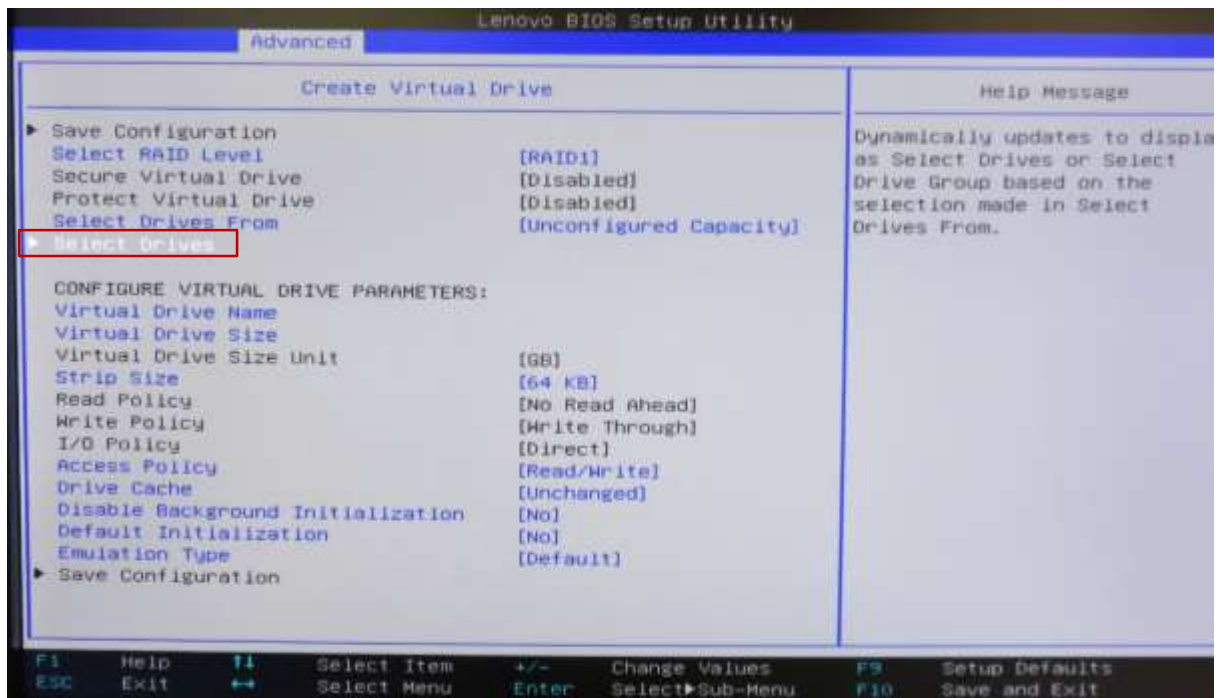 Lenovo BIOS Setup Utility
Advanced
Create Virtual Drive
▶ Save Configuration
Select RAID Level [RAID1]
Secure Virtual Drive [Disabled]
Protect Virtual Drive [Disabled]
Select Drives From [Unconfigured Capacity]
▶ Select Drives
CONFIGURE VIRTUAL DRIVE PARAMETERS:
Virtual Drive Name
Virtual Drive Size
Virtual Drive Size Unit [GB]
Strip Size [64 KB]
Read Policy [No Read Ahead]
Write Policy [Write Through]
I/O Policy [Direct]
Access Policy [Read/Write]
Drive Cache [Unchanged]
Disable Background Initialization [No]
Default Initialization [No]
Emulation Type [Default]
▶ Save Configuration
Help Message
Dynamically updates to displa
as Select Drives or Select
Drive Group based on the
selection made in Select
Drives From.
F1 Help ↑↓ Select Item +/- Change Values F9 Setup Defaults
ESC Exit ↔ Select Menu Enter Select▶Sub-Menu F10 Save and Exit